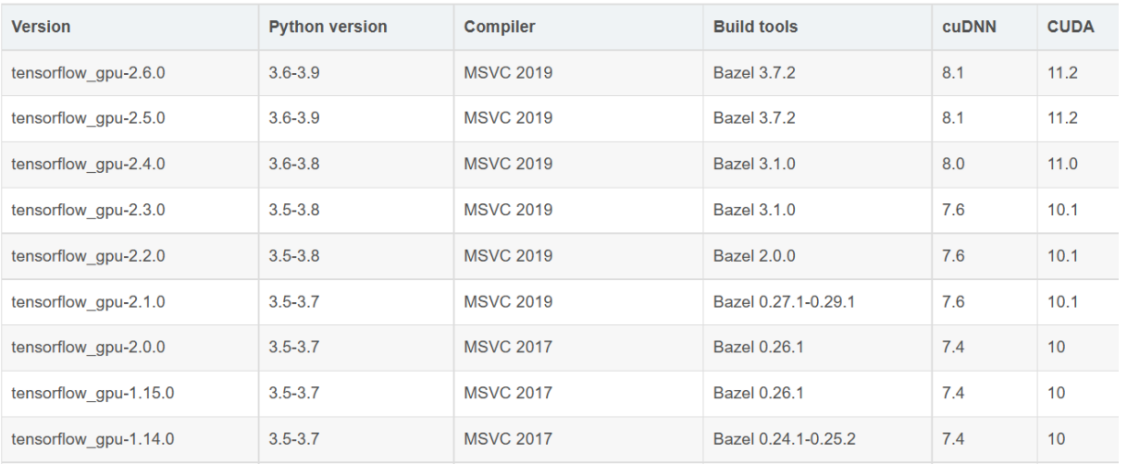 Version Python version Compiler Build tools cuDNN CUDA
tensorflow_gpu-2.6.0 3.6-3.9 MSVC 2019 Bazel 3.7.2 8.1 11.2
tensorflow_gpu-2.5.0 3.6-3.9 MSVC 2019 Bazel 3.7.2 8.1 11.2
tensorflow_gpu-2.4.0 3.6-3.8 MSVC 2019 Bazel 3.1.0 8.0 11.0
tensorflow_gpu-2.3.0 3.5-3.8 MSVC 2019 Bazel 3.1.0 7.6 10.1
tensorflow_gpu-2.2.0 3.5-3.8 MSVC 2019 Bazel 2.0.0 7.6 10.1
tensorflow_gpu-2.1.0 3.5-3.7 MSVC 2019 Bazel 0.27.1-0.29.1 7.6 10.1
tensorflow_gpu-2.0.0 3.5-3.7 MSVC 2017 Bazel 0.26.1 7.4 10
tensorflow_gpu-1.15.0 3.5-3.7 MSVC 2017 Bazel 0.26.1 7.4 10
tensorflow_gpu-1.14.0 3.5-3.7 MSVC 2017 Bazel 0.24.1-0.25.2 7.4 10